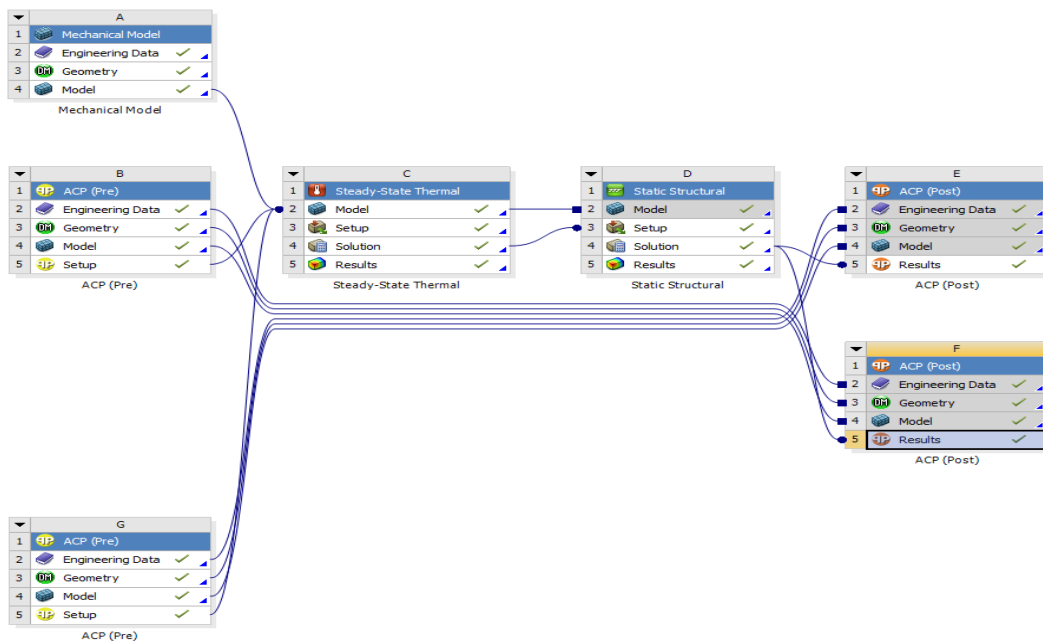 A
1 Mechanical Model
2 Engineering Data
3 DM Geometry
4 Model
Mechanical Model
B
1 ACP (Pre)
2 Engineering Data
3 DM Geometry
4 Model
5 Setup
ACP (Pre)
C
1 Steady-State Thermal
2 Model
3 Setup
4 Solution
5 Results
Steady-State Thermal
D
1 Static Structural
2 Model
3 Setup
4 Solution
5 Results
Static Structural
E
1 ACP (Post)
2 Engineering Data
3 DM Geometry
4 Model
5 Results
ACP (Post)
F
1 ACP (Post)
2 Engineering Data
3 DM Geometry
4 Model
5 Results
ACP (Post)
G
1 ACP (Pre)
2 Engineering Data
3 DM Geometry
4 Model
5 Setup
ACP (Pre)